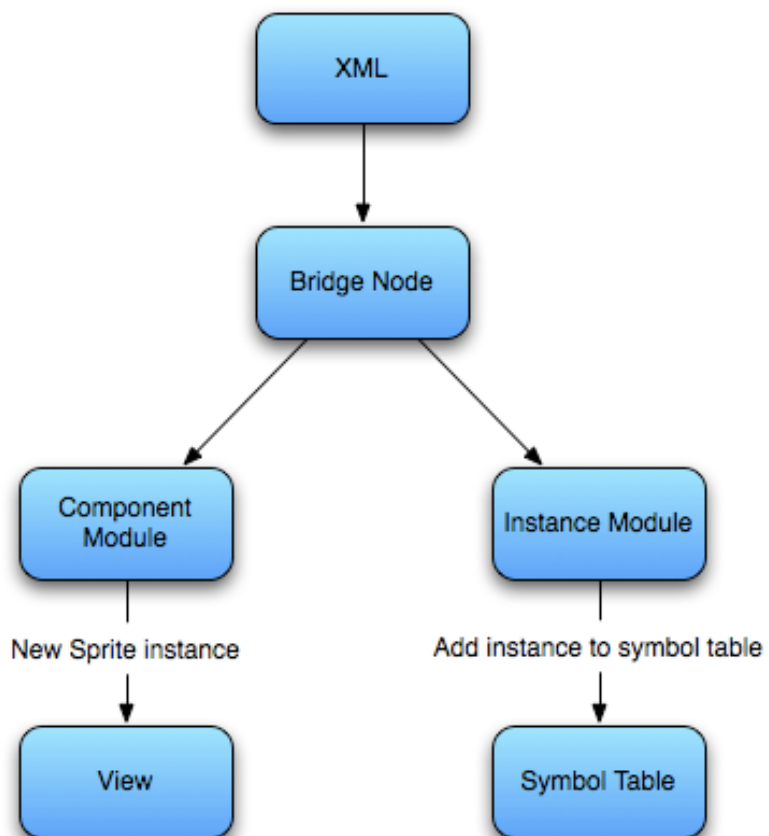 XML
Bridge Node
Component
Module
Instance Module
New Sprite instance
Add instance to symbol table
View
Symbol Table